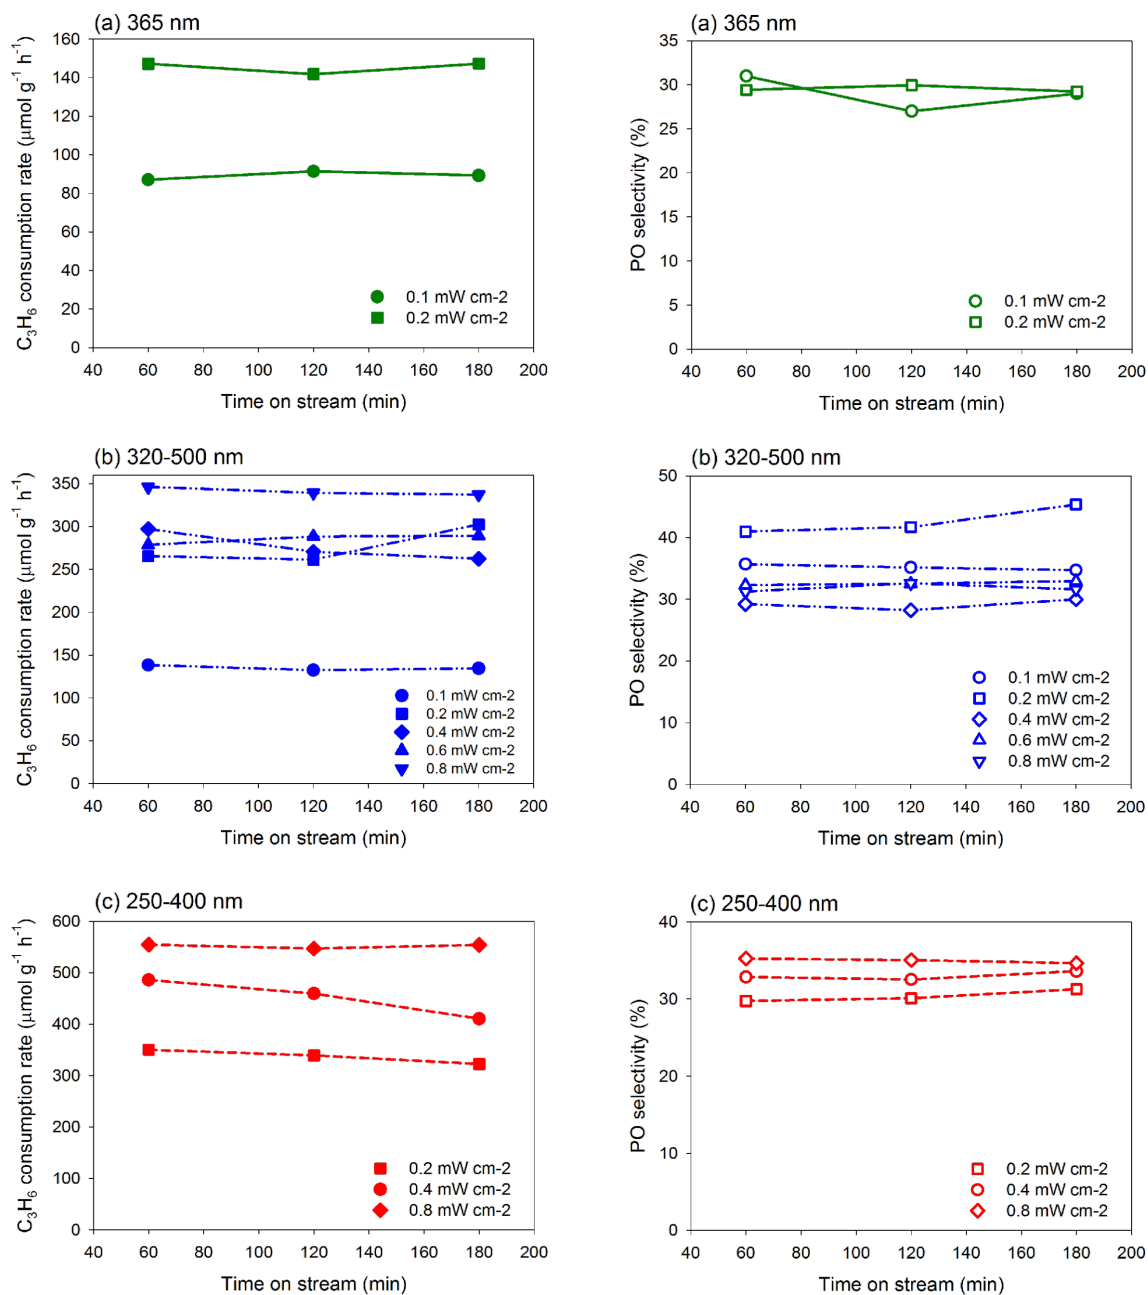 (a) 365 nm
C₃H₆ consumption rate (μmol g⁻¹ h⁻¹)
160
140
120
100
80
60
40
20
0
0.1 mW cm-2
0.2 mW cm-2
40 60 80 100 120 140 160 180 200
Time on stream (min)
(a) 365 nm
PO selectivity (%)
35
30
25
20
15
10
5
0
0.1 mW cm-2
0.2 mW cm-2
40 60 80 100 120 140 160 180 200
Time on stream (min)
(b) 320-500 nm
C₃H₆ consumption rate (μmol g⁻¹ h⁻¹)
350
300
250
200
150
100
50
0
0.1 mW cm-2
0.2 mW cm-2
0.4 mW cm-2
0.6 mW cm-2
0.8 mW cm-2
40 60 80 100 120 140 160 180 200
Time on stream (min)
(b) 320-500 nm
PO selectivity (%)
50
40
30
20
10
0
0.1 mW cm-2
0.2 mW cm-2
0.4 mW cm-2
0.6 mW cm-2
0.8 mW cm-2
40 60 80 100 120 140 160 180 200
Time on stream (min)
(c) 250-400 nm
C₃H₆ consumption rate (μmol g⁻¹ h⁻¹)
600
500
400
300
200
100
0
0.2 mW cm-2
0.4 mW cm-2
0.8 mW cm-2
40 60 80 100 120 140 160 180 200
Time on stream (min)
(c) 250-400 nm
PO selectivity (%)
40
30
20
10
0
0.2 mW cm-2
0.4 mW cm-2
0.8 mW cm-2
40 60 80 100 120 140 160 180 200
Time on stream (min)